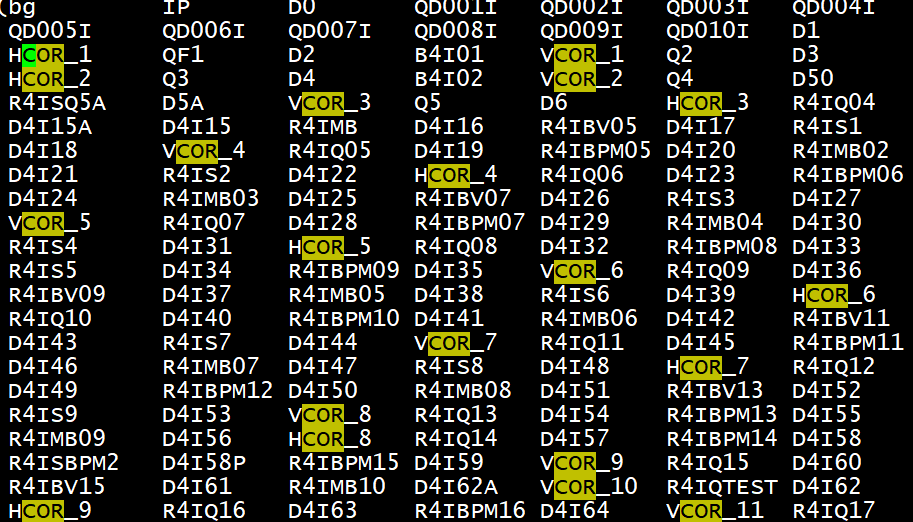 (bg IP D0 QD001I QD002I QD003I QD004I
QD005I QD006I QD007I QD008I QD009I QD010I D1
HCOR_1 QF1 D2 B4I01 VCOR_1 Q2 D3
HCOR_2 Q3 D4 B4I02 VCOR_2 Q4 D50
R4ISQ5A D5A VCOR_3 Q5 D6 HCOR_3 R4IQ04
D4I15A D4I15 R4IMB D4I16 R4IBV05 D4I17 R4IS1
D4I18 VCOR_4 R4IQ05 D4I19 R4IBPM05 D4I20 R4IMB02
D4I21 R4IS2 D4I22 HCOR_4 R4IQ06 D4I23 R4IBPM06
D4I24 R4IMB03 D4I25 R4IBV07 D4I26 R4IS3 D4I27
VCOR_5 R4IQ07 D4I28 R4IBPM07 D4I29 R4IMB04 D4I30
R4IS4 D4I31 HCOR_5 R4IQ08 D4I32 R4IBPM08 D4I33
R4IS5 D4I34 R4IBPM09 D4I35 VCOR_6 R4IQ09 D4I36
R4IBV09 D4I37 R4IMB05 D4I38 R4IS6 D4I39 HCOR_6
R4IQ10 D4I40 R4IBPM10 D4I41 R4IMB06 D4I42 R4IBV11
D4I43 R4IS7 D4I44 VCOR_7 R4IQ11 D4I45 R4IBPM11
D4I46 R4IMB07 D4I47 R4IS8 D4I48 HCOR_7 R4IQ12
D4I49 R4IBPM12 D4I50 R4IMB08 D4I51 R4IBV13 D4I52
R4IS9 D4I53 VCOR_8 R4IQ13 D4I54 R4IBPM13 D4I55
R4IMB09 D4I56 HCOR_8 R4IQ14 D4I57 R4IBPM14 D4I58
R4ISBPM2 D4I58P R4IBPM15 D4I59 VCOR_9 R4IQ15 D4I60
R4IBV15 D4I61 R4IMB10 D4I62A VCOR_10 R4IQTEST D4I62
HCOR_9 R4IQ16 D4I63 R4IBPM16 D4I64 VCOR_11 R4IQ17